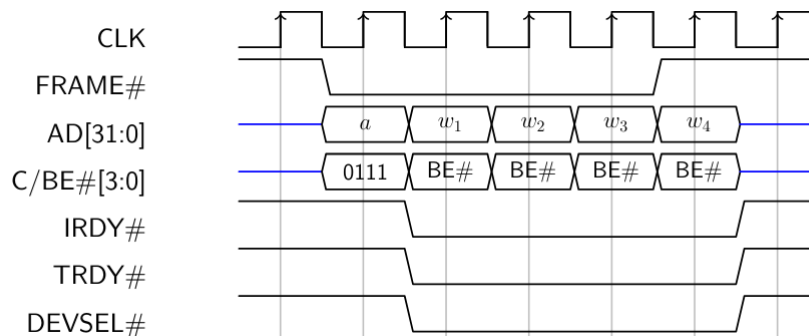 CLK
FRAME#
AD[31:0] a w₁ w₂ w₃ w₄
C/BE#[3:0] 0111 BE# BE# BE# BE#
IRDY#
TRDY#
DEVSEL#